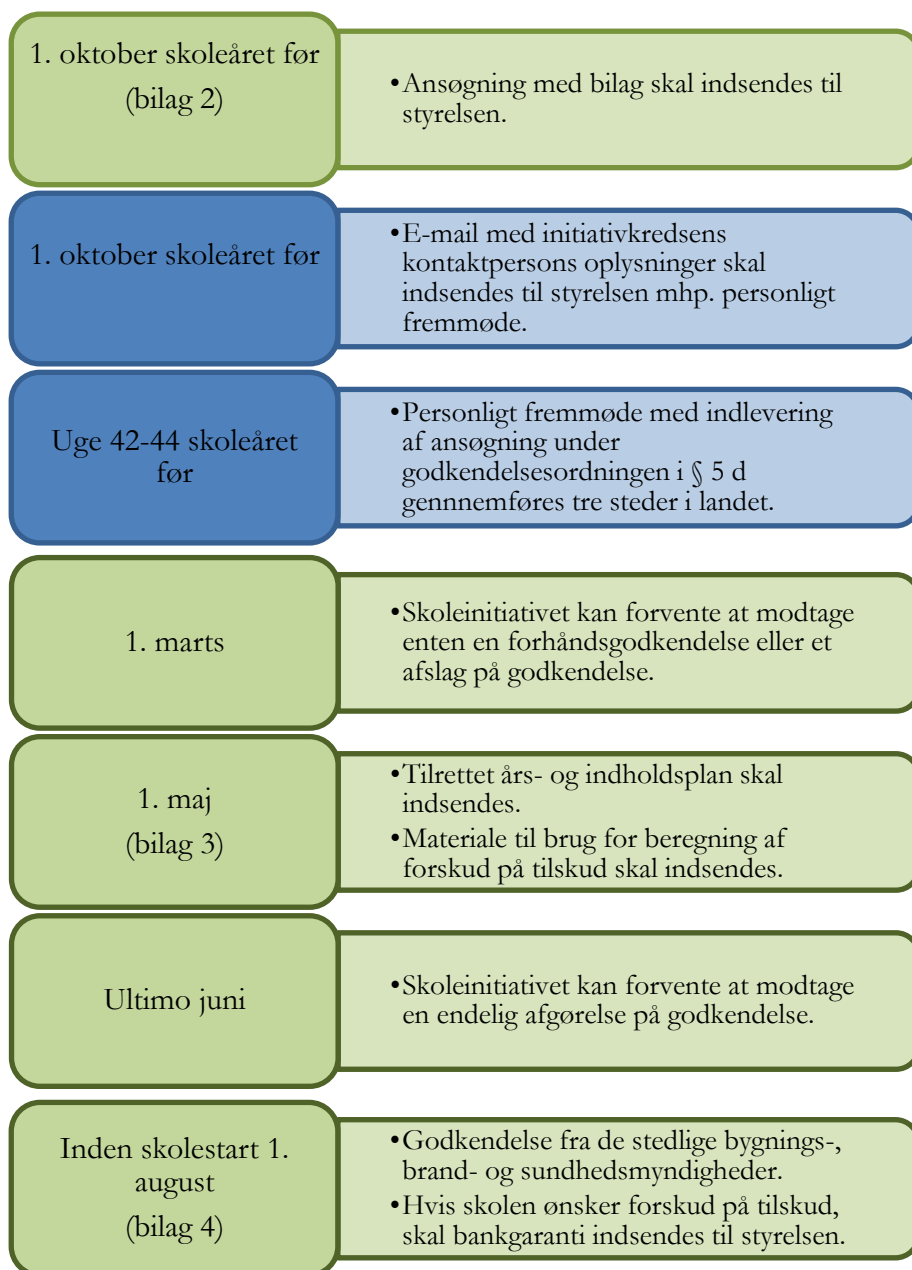 1. oktober skoleåret før
(bilag 2)
•Ansøgning med bilag skal indsendes til
styrelsen.
1. oktober skoleåret før
•E-mail med initiativkredsens
kontaktpersons oplysninger skal
indsendes til styrelsen mhp. personligt
fremmøde.
Uge 42-44 skoleåret
før
•Personligt fremmøde med indlevering
af ansøgning under
godkendelsesordningen i § 5 d
gennnemføres tre steder i landet.
1. marts
•Skoleinitiativet kan forvente at modtage
enten en forhåndsgodkendelse eller et
afslag på godkendelse.
1. maj
(bilag 3)
•Tilrettet års- og indholdsplan skal
indsendes.
•Materiale til brug for beregning af
forskud på tilskud skal indsendes.
Ultimo juni
•Skoleinitiativet kan forvente at modtage
en endelig afgørelse på godkendelse.
Inden skolestart 1.
august
(bilag 4)
•Godkendelse fra de stedlige bygnings-,
brand- og sundhedsmyndigheder.
•Hvis skolen ønsker forskud på tilskud,
skal bankgaranti indsendes til styrelsen.